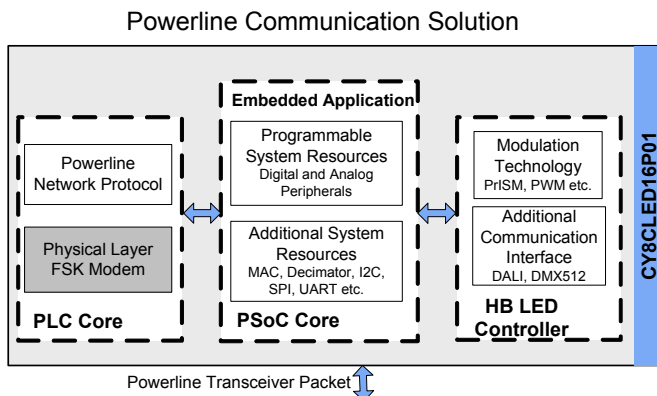 Powerline Communication Solution
Powerline
Network Protocol
Physical Layer
FSK Modem
PLC Core
Embedded Application
Programmable
System Resources
Digital and Analog
Peripherals
Additional System
Resources
MAC, Decimator, I2C,
SPI, UART etc.
PSoC Core
Modulation
Technology
PrISM, PWM etc.
Additional
Communication
Interface
DALI, DMX512
HB LED
Controller
CY8CLED16P01
Powerline Transceiver Packet